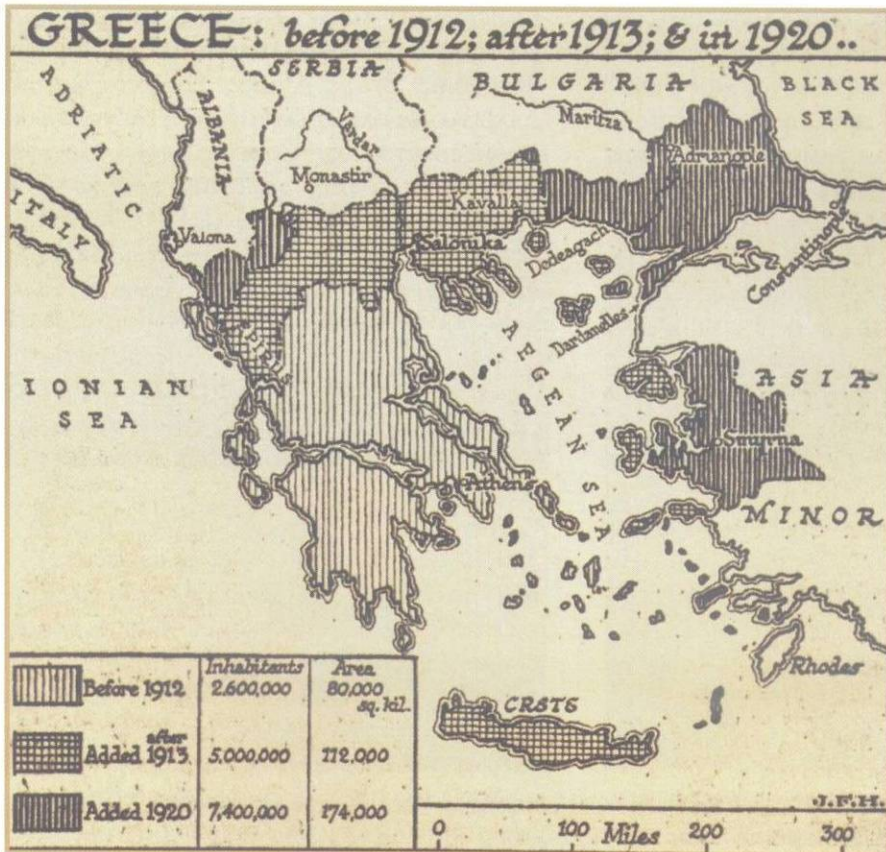 GREECE: before 1912; after 1913; & in 1920..
ADRIATIC
ITALY
ALBANIA
SERBIA
Vardar
Monastir
BULGARIA
Maritza
BLACK
SEA
Adrianople
Kavalla
Valona
Salonika
Dedeagach
Constantinople
Dardanelles
Epirus
AEGEAN SEA
IONIAN
SEA
ASIA
Smyrna
Athens
MINOR
Rhodes
CRETE
Inhabitants Area
Before 1912 2,600,000 80,000
sq. kil.
after
Added 1913 5,000,000 112,000
Added 1920 7,400,000 174,000
J.F.H.
0 100 Miles 200 300